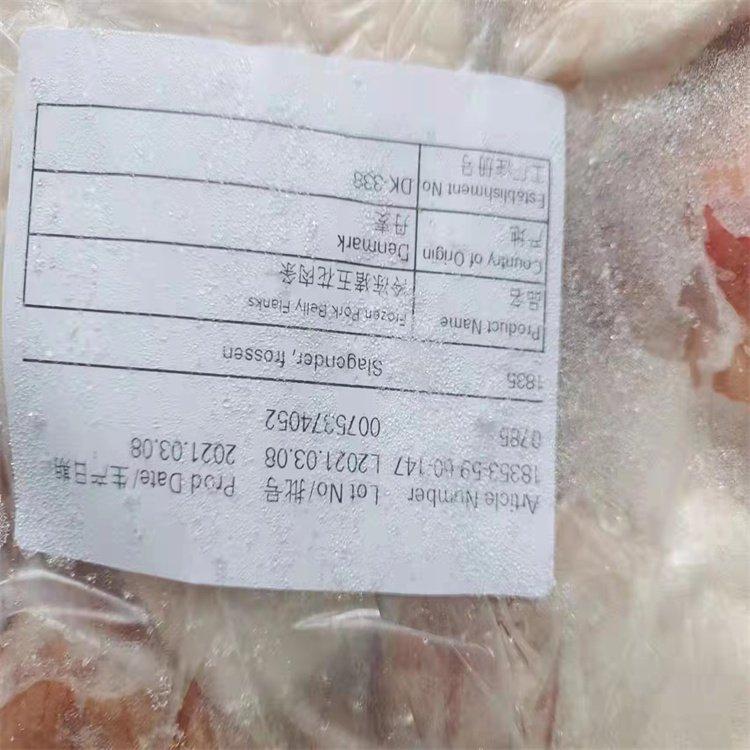 Article Number Lot No/批号 Prod Date/生产日期
18353-59 60-147 L2021.03.08 2021.03.08
0785 0075374052
1835 Slagender, frossen
Product Name Frozen Pork Belly Flanks
品名 冷冻猪五花肉条
Country of Origin Denmark
产地 丹麦
Establishment No DK-338
工厂注册号